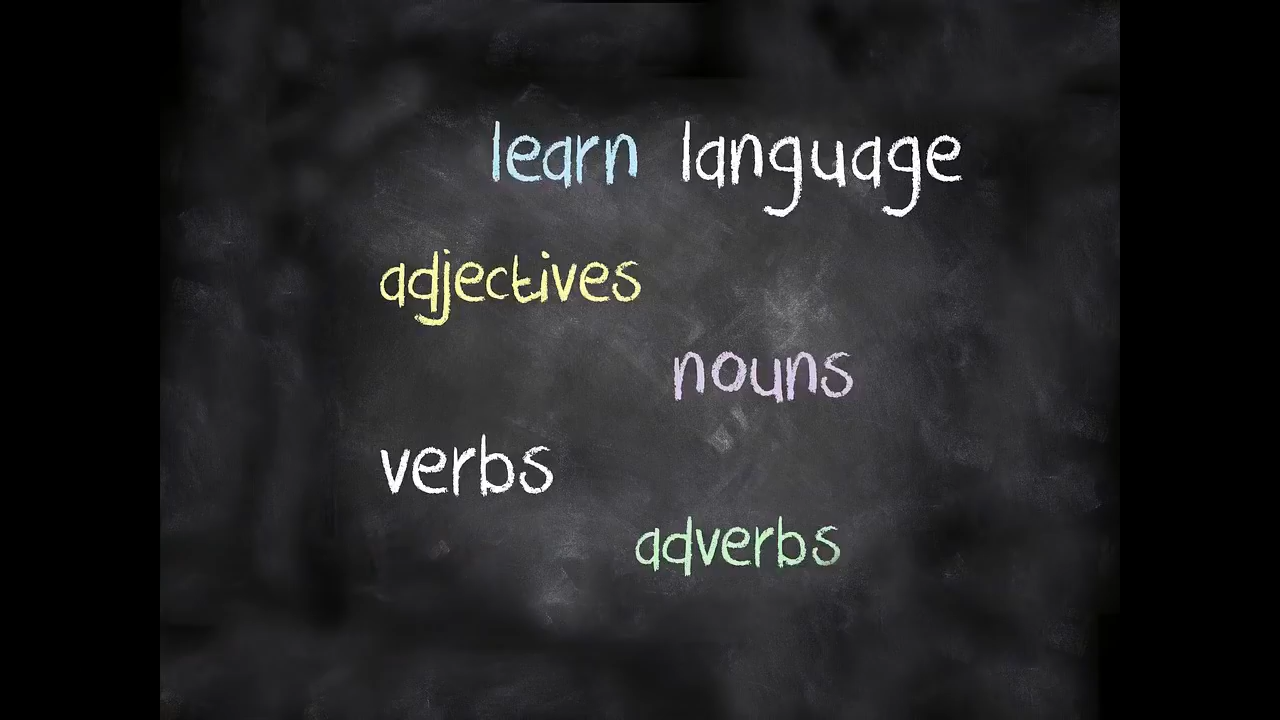 learn language
adjectives
nouns
verbs
adverbs